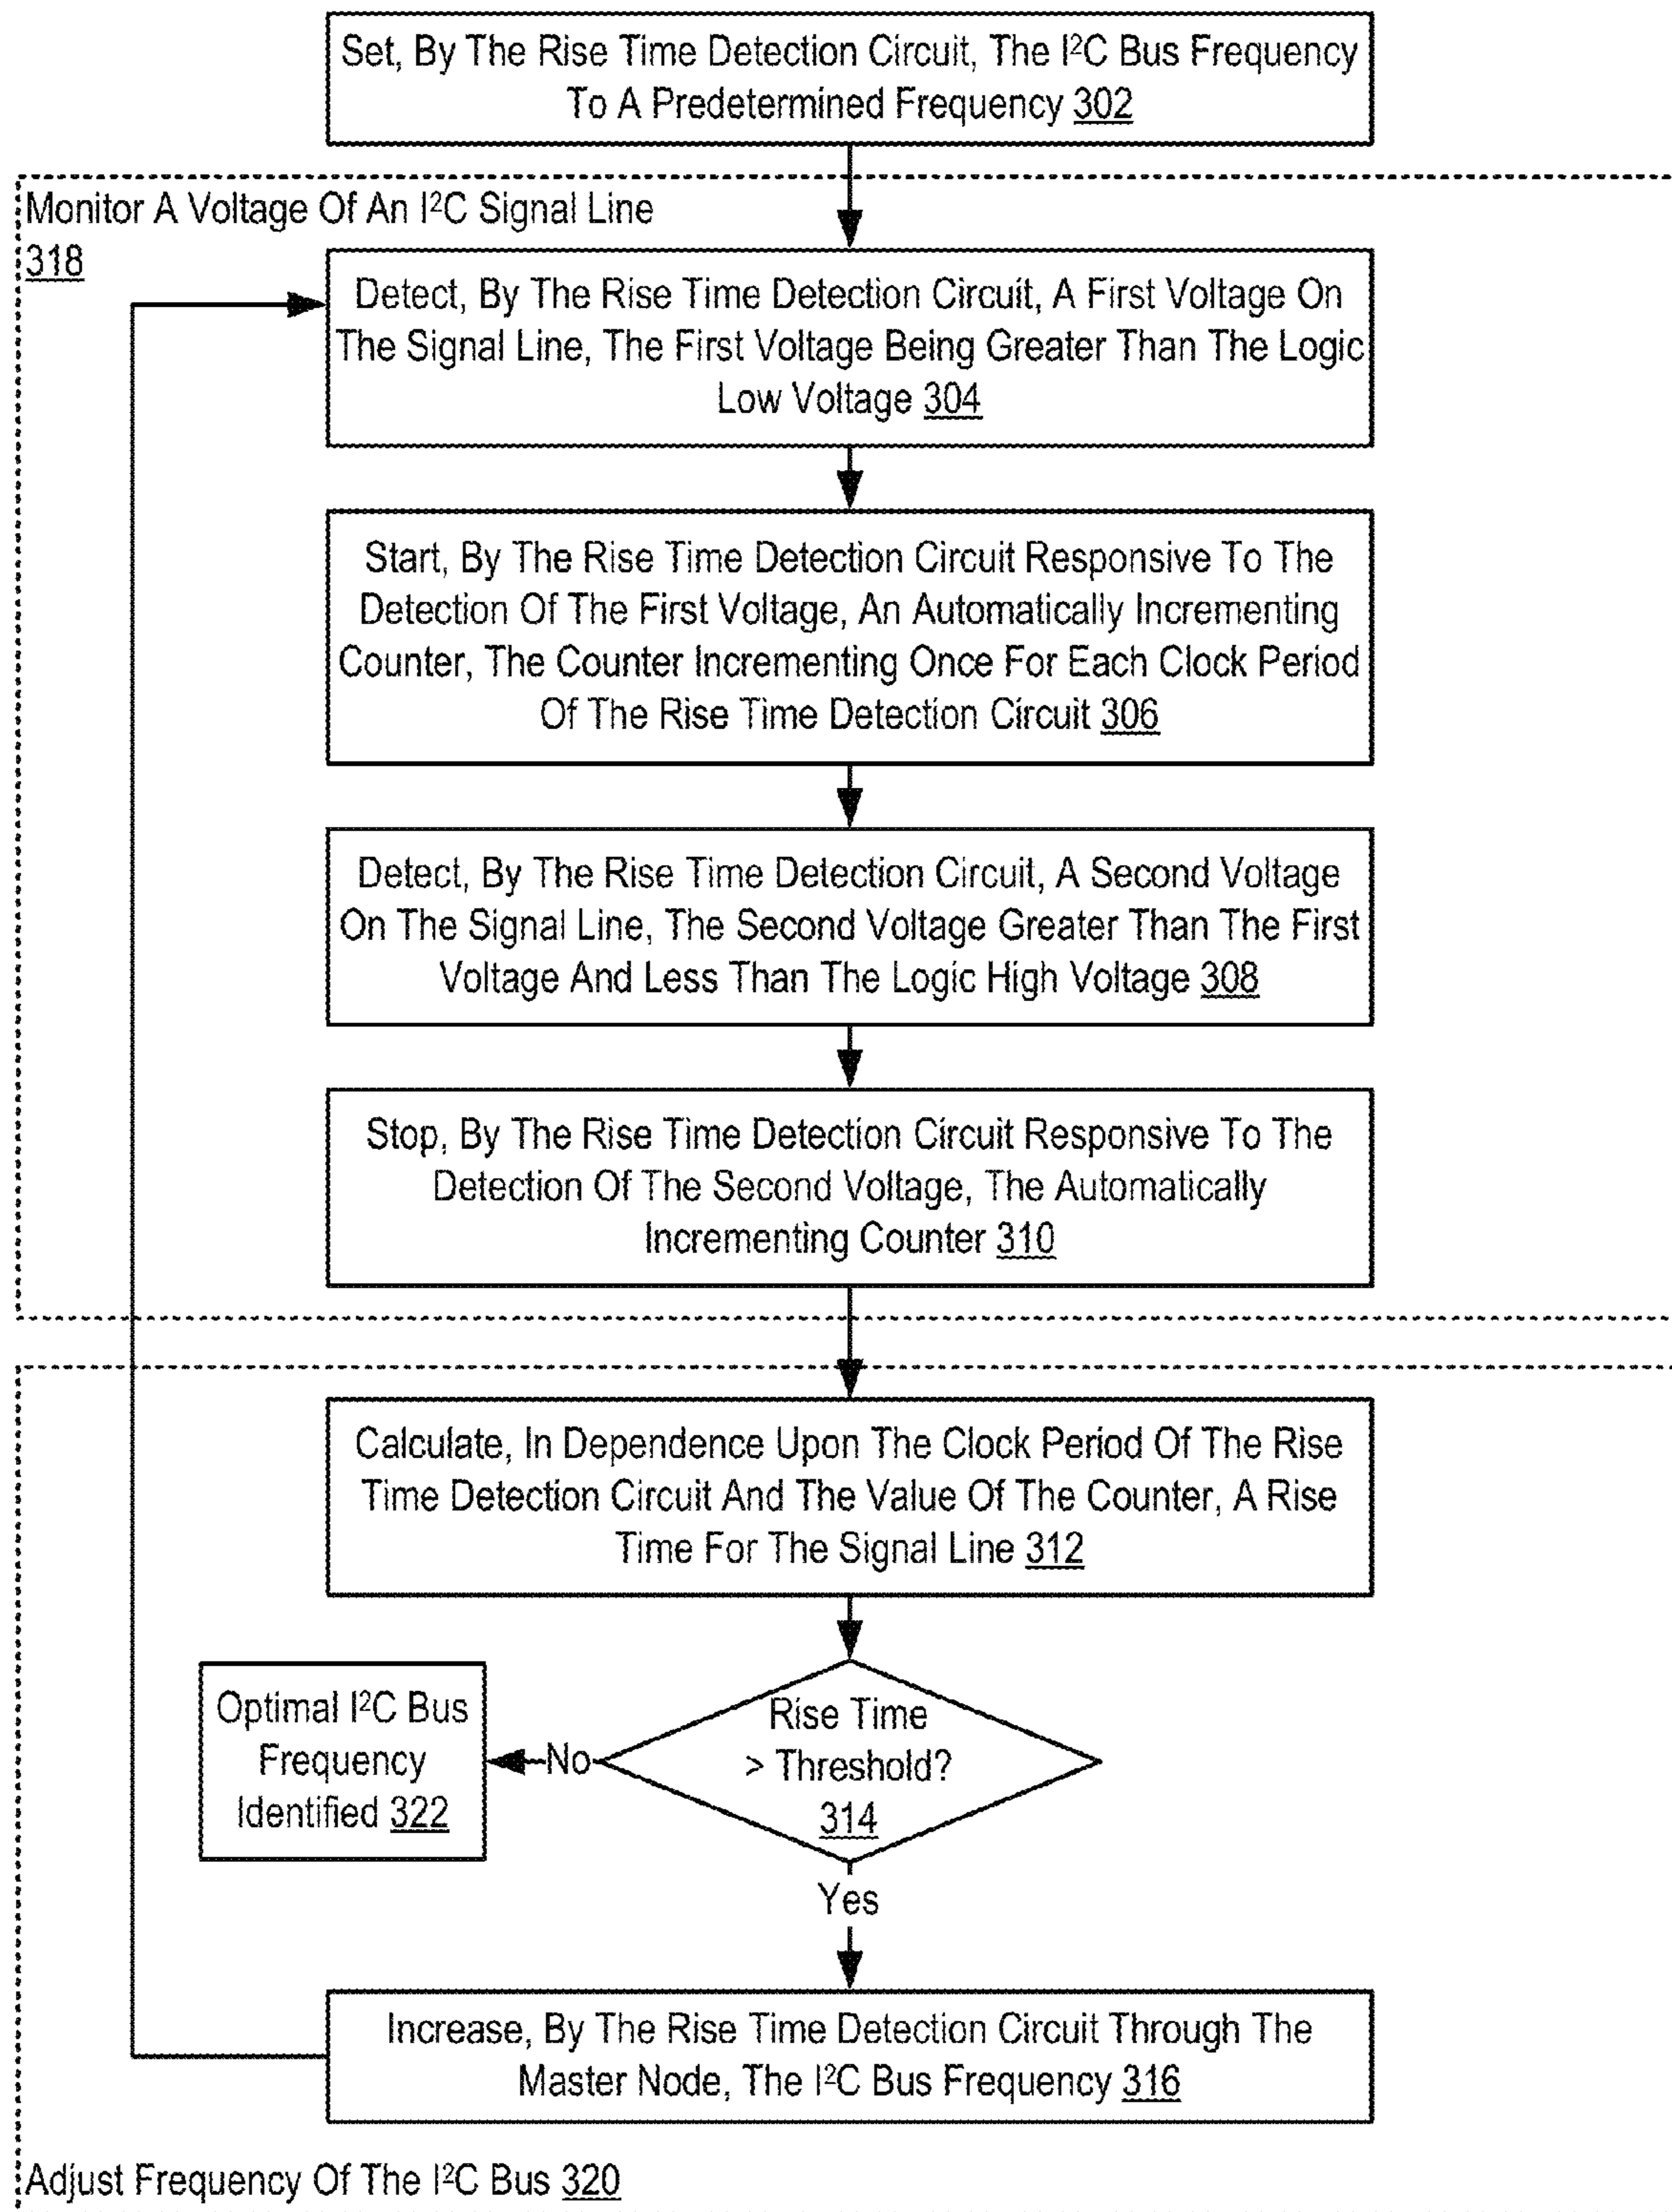 Set, By The Rise Time Detection Circuit, The I²C Bus Frequency
To A Predetermined Frequency 302
Monitor A Voltage Of An I²C Signal Line
318
Detect, By The Rise Time Detection Circuit, A First Voltage On
The Signal Line, The First Voltage Being Greater Than The Logic
Low Voltage 304
Start, By The Rise Time Detection Circuit Responsive To The
Detection Of The First Voltage, An Automatically Incrementing
Counter, The Counter Incrementing Once For Each Clock Period
Of The Rise Time Detection Circuit 306
Detect, By The Rise Time Detection Circuit, A Second Voltage
On The Signal Line, The Second Voltage Greater Than The First
Voltage And Less Than The Logic High Voltage 308
Stop, By The Rise Time Detection Circuit Responsive To The
Detection Of The Second Voltage, The Automatically
Incrementing Counter 310
Calculate, In Dependence Upon The Clock Period Of The Rise
Time Detection Circuit And The Value Of The Counter, A Rise
Time For The Signal Line 312
Rise Time
> Threshold?
314
No
Optimal I²C Bus
Frequency
Identified 322
Yes
Increase, By The Rise Time Detection Circuit Through The
Master Node, The I²C Bus Frequency 316
Adjust Frequency Of The I²C Bus 320